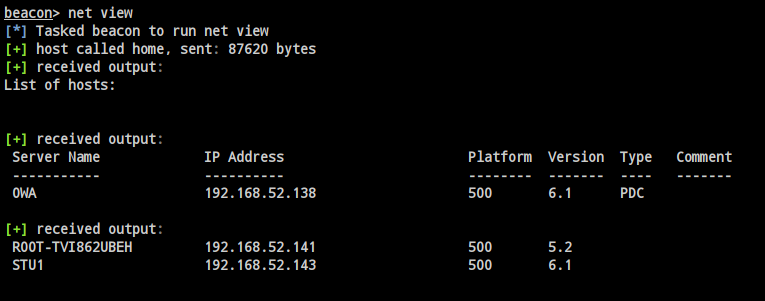 beacon> net view
[*] Tasked beacon to run net view
[+] host called home, sent: 87620 bytes
[+] received output:
List of hosts:
[+] received output:
Server Name IP Address Platform Version Type Comment
----------- ---------- -------- ------- ---- -------
OWA 192.168.52.138 500 6.1 PDC
[+] received output:
ROOT-TVI862UBEH 192.168.52.141 500 5.2
STU1 192.168.52.143 500 6.1